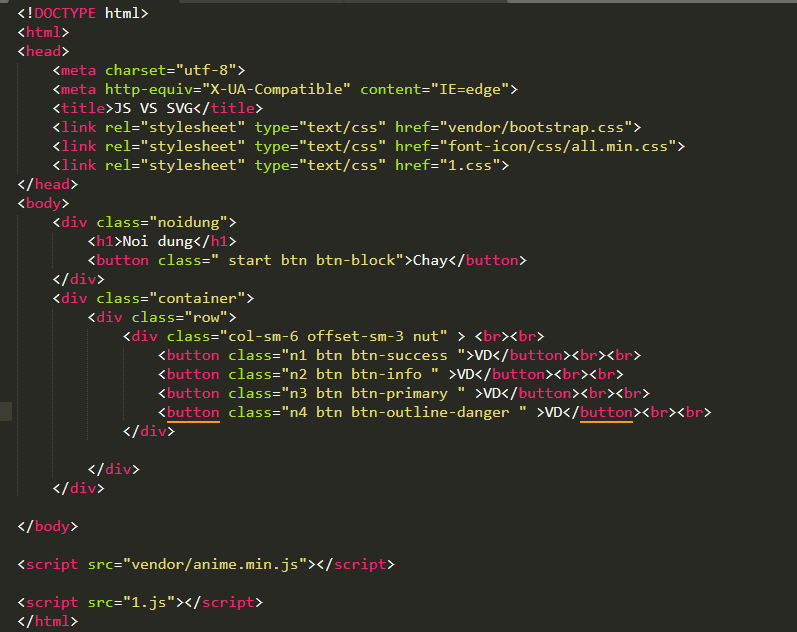 <!DOCTYPE html>
<html>
<head>
    <meta charset="utf-8">
    <meta http-equiv="X-UA-Compatible" content="IE=edge">
    <title>JS VS SVG</title>
    <link rel="stylesheet" type="text/css" href="vendor/bootstrap.css">
    <link rel="stylesheet" type="text/css" href="font-icon/css/all.min.css">
    <link rel="stylesheet" type="text/css" href="1.css">
</head>
<body>
    <div class="noidung">
        <h1>Noi dung</h1>
        <button class=" start btn btn-block">Chay</button>
    </div>
    <div class="container">
        <div class="row">
            <div class="col-sm-6 offset-sm-3 nut" > <br><br>
                <button class="n1 btn btn-success ">VD</button><br><br>
                <button class="n2 btn btn-info " >VD</button><br><br>
                <button class="n3 btn btn-primary " >VD</button><br><br>
                <button class="n4 btn btn-outline-danger " >VD</button><br><br>
            </div>
        </div>
    </div>
</body>
<script src="vendor/anime.min.js"></script>
<script src="1.js"></script>
</html>